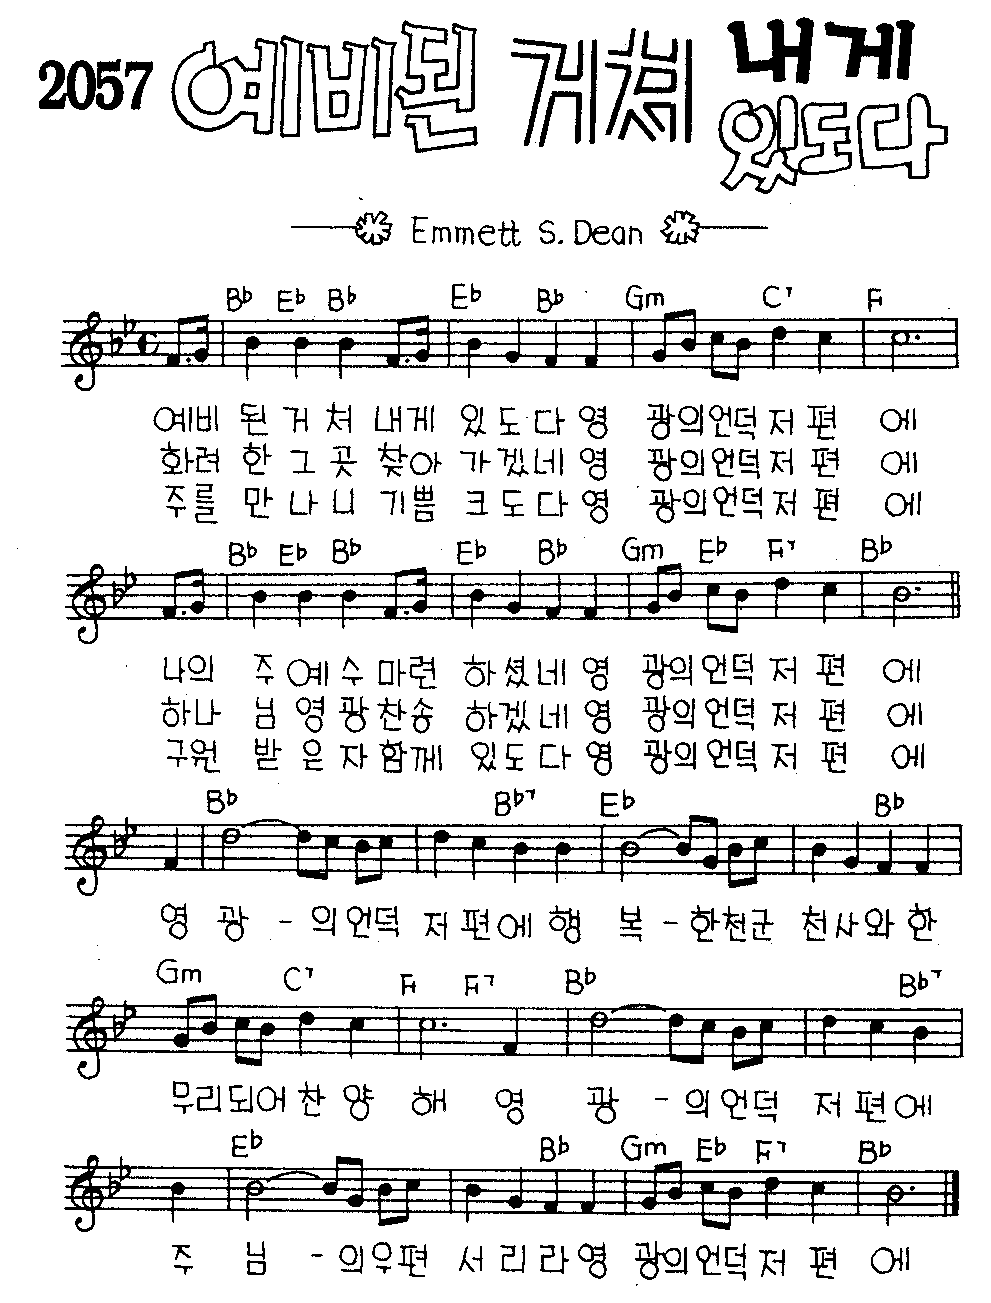 2057 예비된 거처 내게
있도다
Emmett S. Dean
B♭ E♭ B♭ E♭ B♭ Gm C7 F
예비 된 거 처 내게 있 도 다 영 광의언덕 저 편 에
화려 한 그 곳 찾아 가 겠 네 영 광의언덕 저 편 에
주를 만 나 니 기쁨 크 도 다 영 광의언덕 저 편 에
B♭ E♭ B♭ E♭ B♭ Gm E♭ F7 B♭
나의 주 예 수 마련 하 셨 네 영 광의언덕 저 편 에
하나 님 영 광 찬송 하 겠 네 영 광의언덕 저 편 에
구원 받 은 자 함께 있 도 다 영 광의언덕 저 편 에
B♭ B♭7 E♭ B♭
영 광 - 의언덕 저 편에 행 복 - 한천군 천사와 한
Gm C7 F F7 B♭ B♭7
무리되어 찬 양 해 영 광 - 의언덕 저 편에
E♭ B♭ Gm E♭ F7 B♭
주 님 - 의우편 서 리 라 영 광의언덕 저 편 에